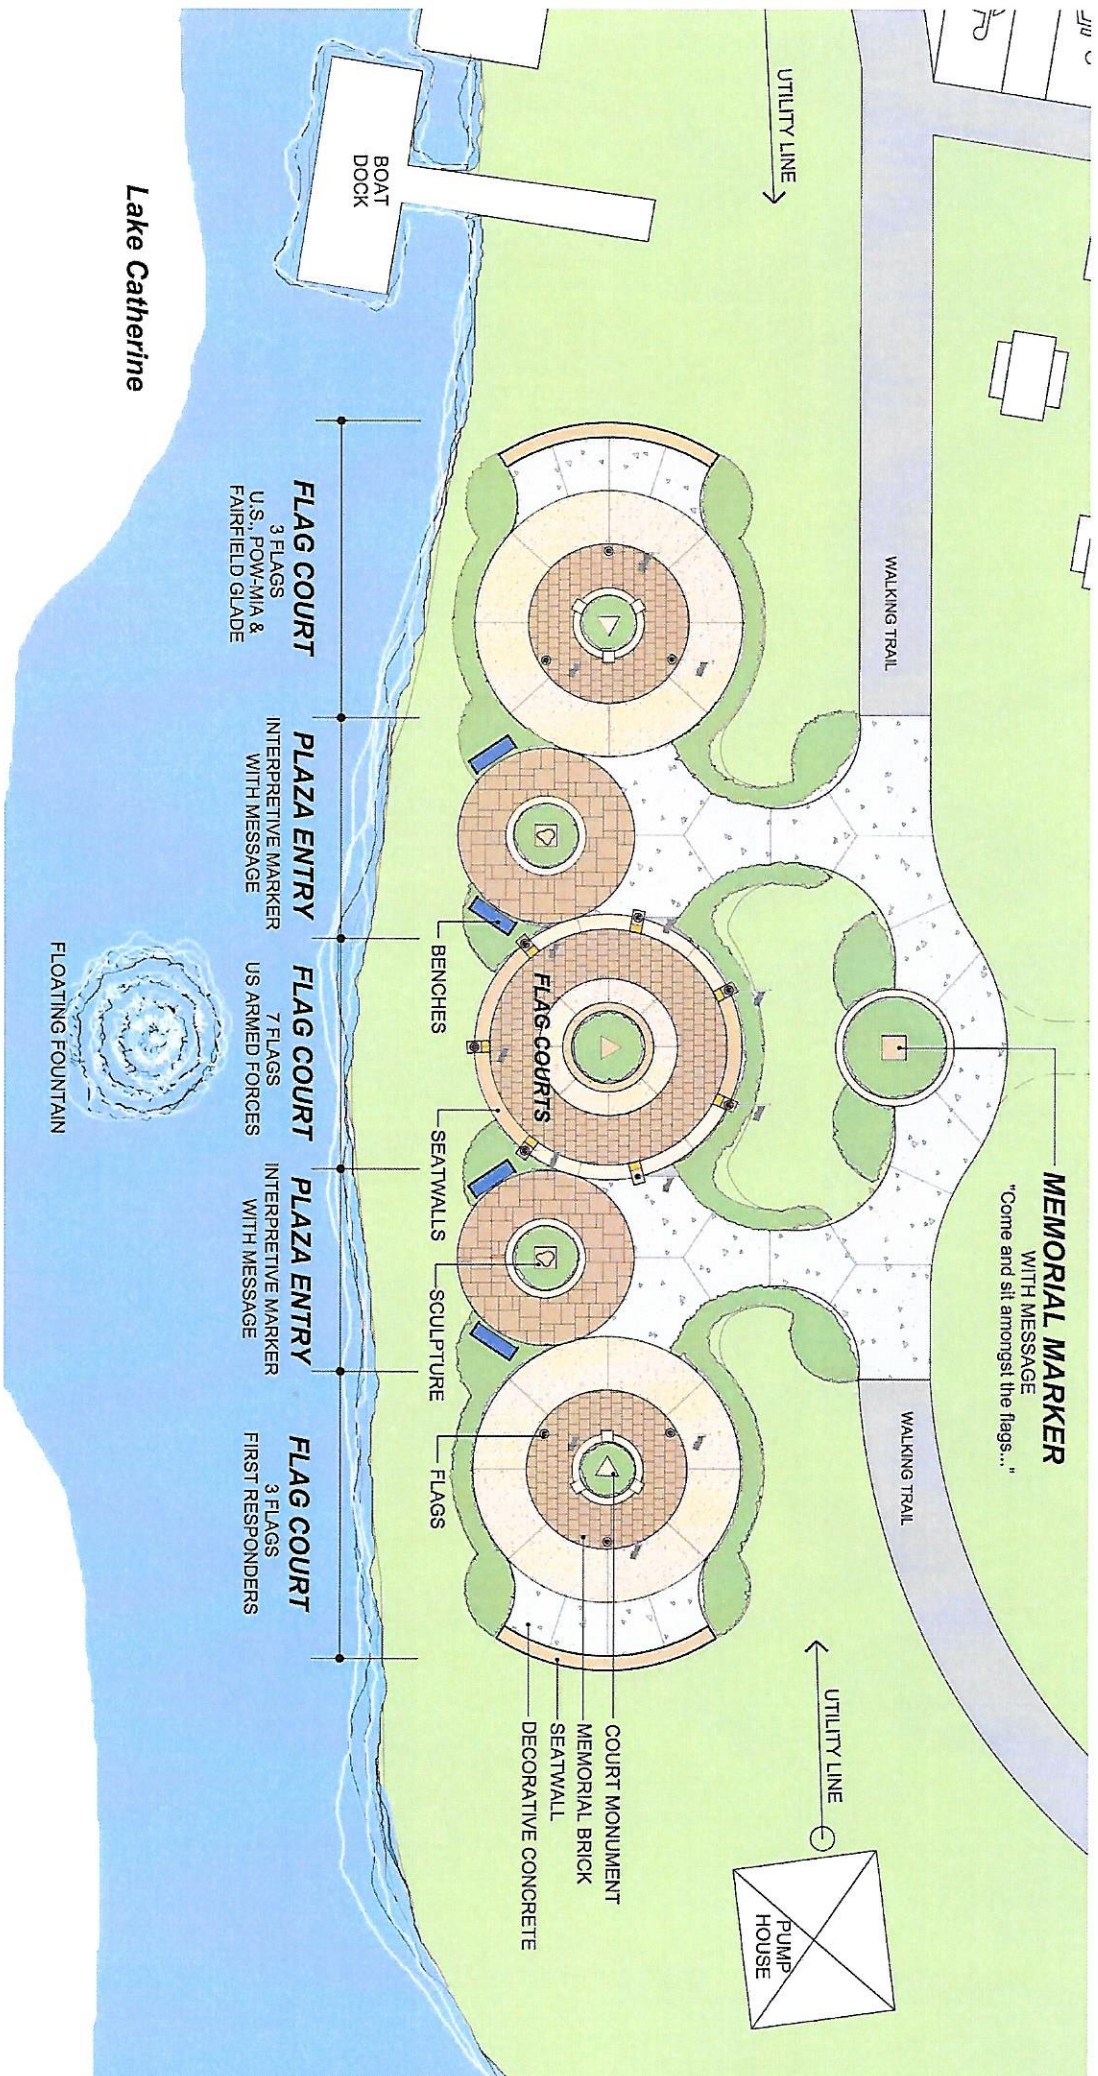 MEMORIAL MARKER
WITH MESSAGE
"Come and sit amongst the flags..."
UTILITY LINE
WALKING TRAIL
WALKING TRAIL
UTILITY LINE
PUMP
HOUSE
BOAT
DOCK
FLAG COURTS
COURT MONUMENT
MEMORIAL BRICK
SEATWALL
DECORATIVE CONCRETE
BENCHES
SEATWALLS
SCULPTURE
FLAGS
FLAG COURT
3 FLAGS
U.S., POW-MIA &
FAIRFIELD GLADE
PLAZA ENTRY
INTERPRETIVE MARKER
WITH MESSAGE
FLAG COURT
7 FLAGS
US ARMED FORCES
PLAZA ENTRY
INTERPRETIVE MARKER
WITH MESSAGE
FLAG COURT
3 FLAGS
FIRST RESPONDERS
Lake Catherine
FLOATING FOUNTAIN